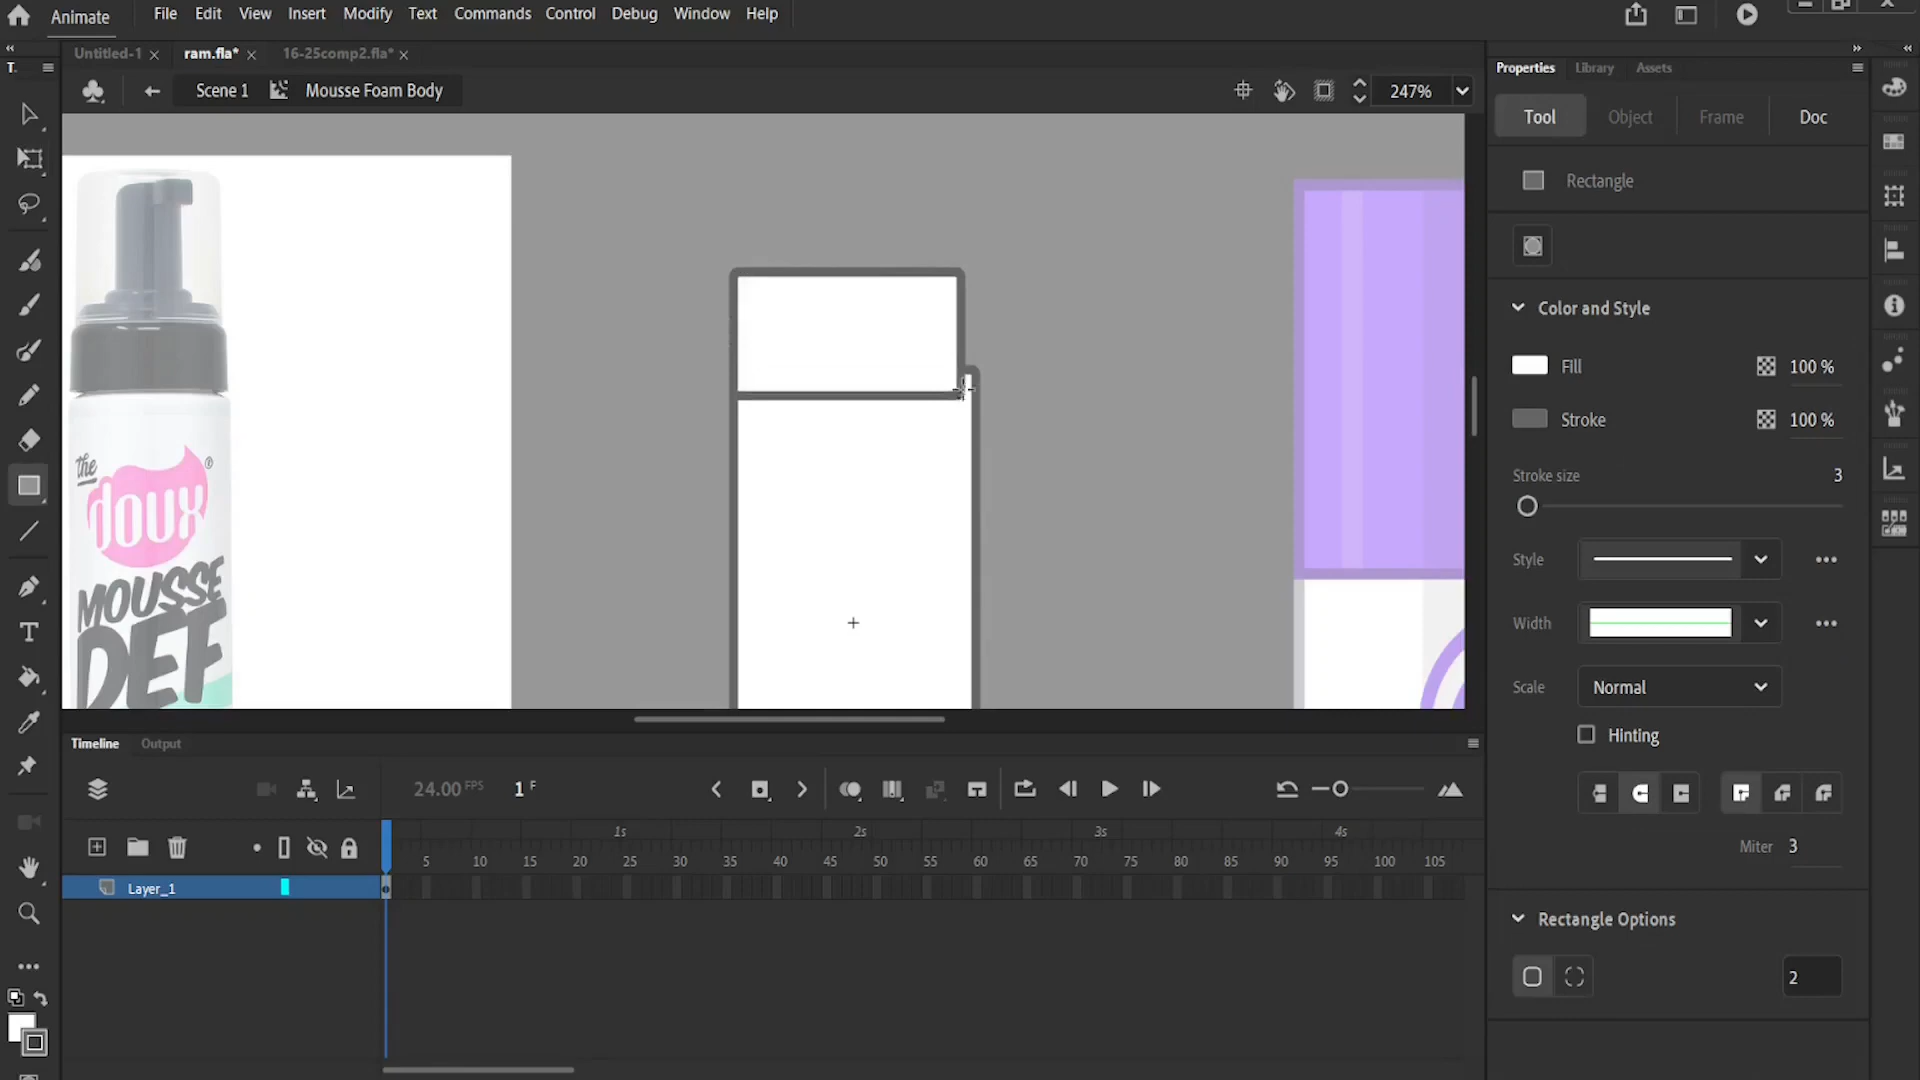 Animate File Edit View Insert Modify Commands Text Control Debug Window Help
Untitled-1 ram.fla* 16-25comp2.fla*
Properties Library Assets
T.
Scene 1 Mousse Foam Body 247%
Tool Object Frame Doc
Rectangle
Color and Style
Fill 100 %
Stroke 100 %
Stroke size 3
Style
Width
Scale Normal
Hinting
Miter 3
Rectangle Options
2
the
doux®
MOUSSE
DEF
Timeline Output
24.00 FPS 1 F
1s 2s 3s 4s
5 10 15 20 25 30 35 40 45 50 55 60 65 70 75 80 85 90 95 100 105
Layer_1